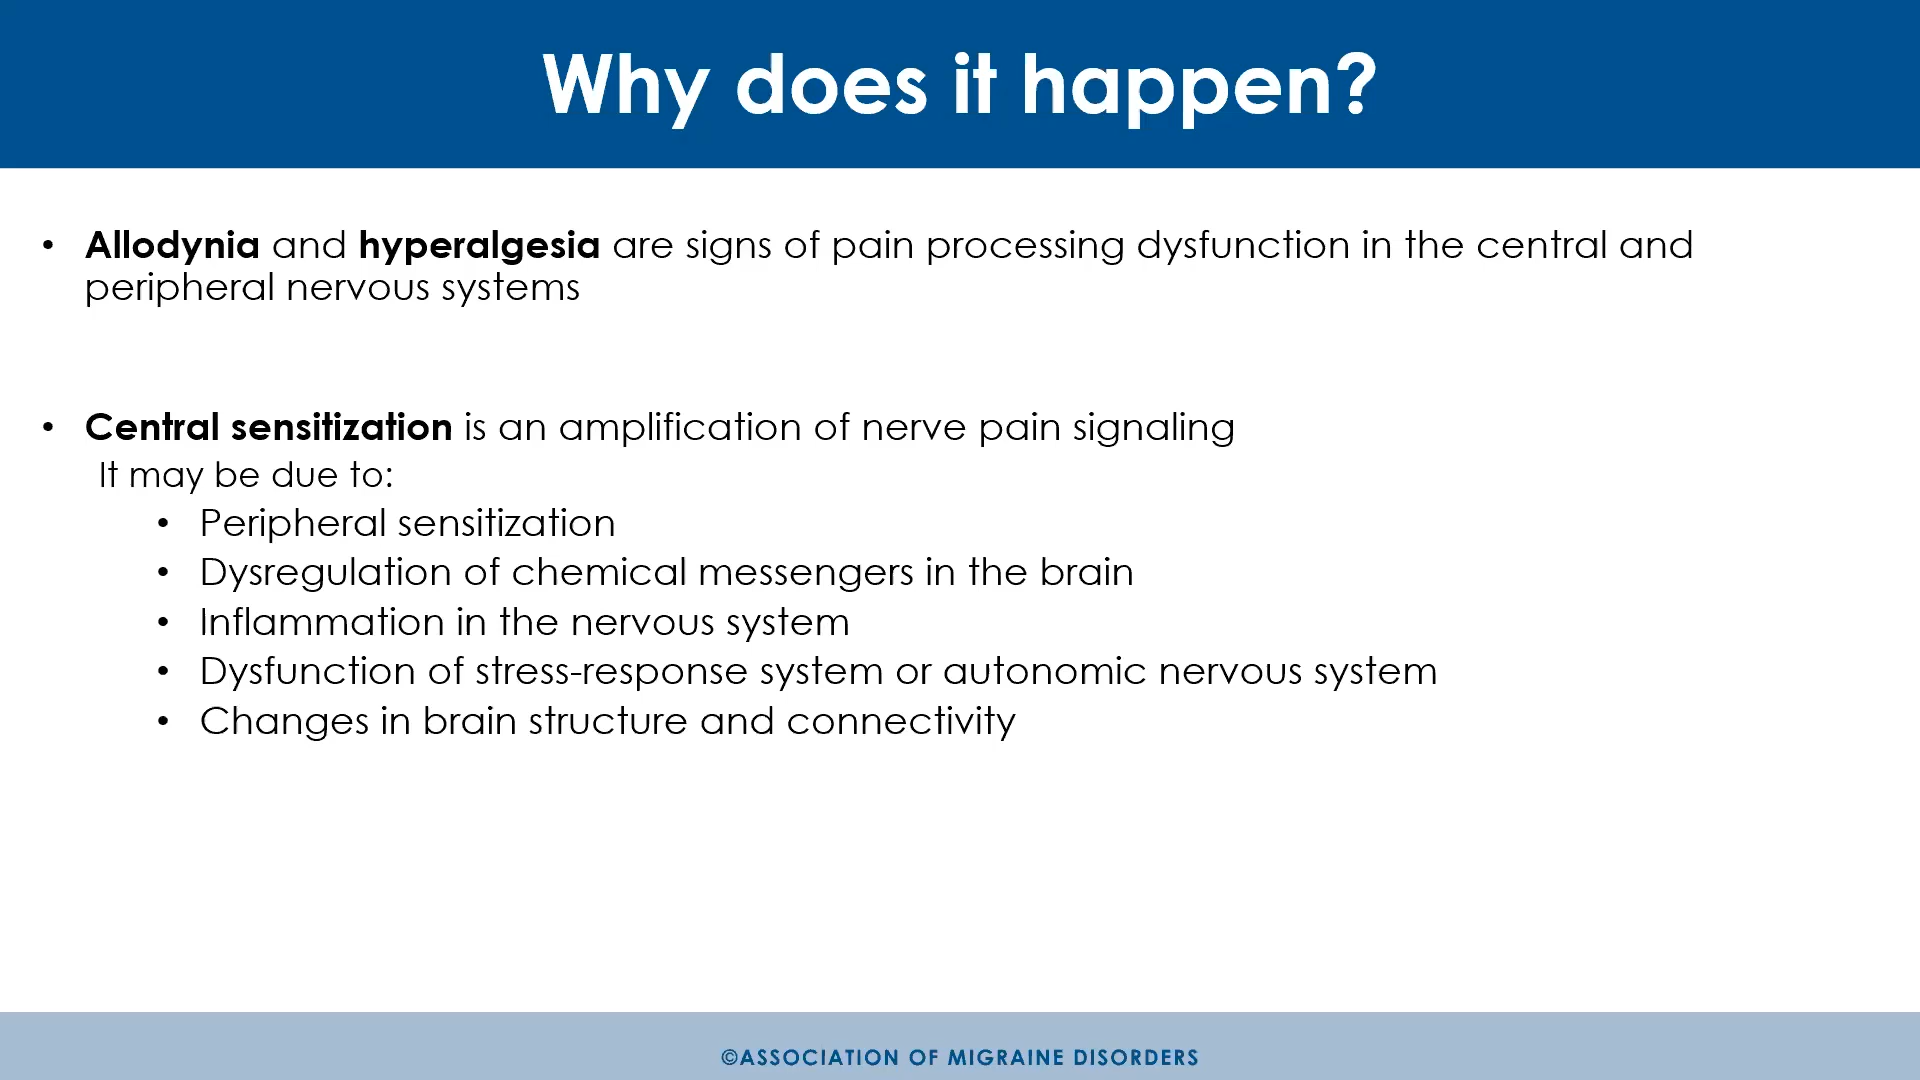 Why does it happen?
• Allodynia and hyperalgesia are signs of pain processing dysfunction in the central and
peripheral nervous systems
• Central sensitization is an amplification of nerve pain signaling
It may be due to:
• Peripheral sensitization
• Dysregulation of chemical messengers in the brain
• Inflammation in the nervous system
• Dysfunction of stress-response system or autonomic nervous system
• Changes in brain structure and connectivity
©ASSOCIATION OF MIGRAINE DISORDERS